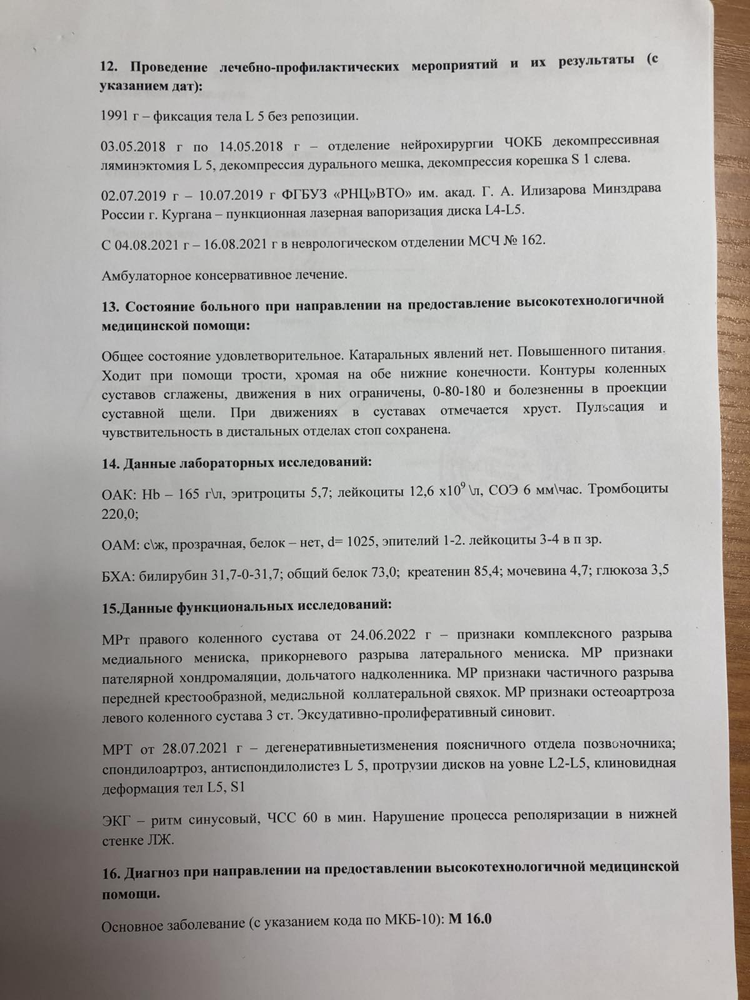 12. Проведение лечебно-профилактических мероприятий и их результаты (с
указанием дат):
1991 г – фиксация тела L 5 без репозиции.
03.05.2018 г по 14.05.2018 г – отделение нейрохирургии ЧОКБ декомпрессивная
ляминэктомия L 5, декомпрессия дурального мешка, декомпрессия корешка S 1 слева.
02.07.2019 г – 10.07.2019 г ФГБУЗ «РНЦ»ВТО» им. акад. Г. А. Илизарова Минздрава
России г. Кургана – пункционная лазерная вапоризация диска L4-L5.
С 04.08.2021 г – 16.08.2021 г в неврологическом отделении МСЧ № 162.
Амбулаторное консервативное лечение.
13. Состояние больного при направлении на предоставление высокотехнологичной
медицинской помощи:
Общее состояние удовлетворительное. Катаральных явлений нет. Повышенного питания.
Ходит при помощи трости, хромая на обе нижние конечности. Контуры коленных
суставов сглажены, движения в них ограничены, 0-80-180 и болезненны в проекции
суставной щели. При движениях в суставах отмечается хруст. Пульсация и
чувствительность в дистальных отделах стоп сохранена.
14. Данные лабораторных исследований:
ОАК: Hb – 165 г\л, эритроциты 5,7; лейкоциты 12,6 х10⁹ \л, СОЭ 6 мм\час. Тромбоциты
220,0;
ОАМ: с\ж, прозрачная, белок – нет, d= 1025, эпителий 1-2. лейкоциты 3-4 в п зр.
БХА: билирубин 31,7-0-31,7; общий белок 73,0; креатенин 85,4; мочевина 4,7; глюкоза 3,5
15.Данные функциональных исследований:
МРт правого коленного сустава от 24.06.2022 г – признаки комплексного разрыва
медиального мениска, прикорневого разрыва латерального мениска. МР признаки
пателярной хондромаляции, дольчатого надколенника. МР признаки частичного разрыва
передней крестообразной, медиальной коллатеральной свяхок. МР признаки остеоартроза
левого коленного сустава 3 ст. Эксудативно-пролиферативный синовит.
МРТ от 28.07.2021 г – дегенеративныетизменения поясничного отдела позвоночника;
спондилоартроз, антиспондилолистез L 5, протрузии дисков на уовне L2-L5, клиновидная
деформация тел L5, S1
ЭКГ – ритм синусовый, ЧСС 60 в мин. Нарушение процесса реполяризации в нижней
стенке ЛЖ.
16. Диагноз при направлении на предоставлении высокотехнологичной медицинской
помощи.
Основное заболевание (с указанием кода по МКБ-10): М 16.0